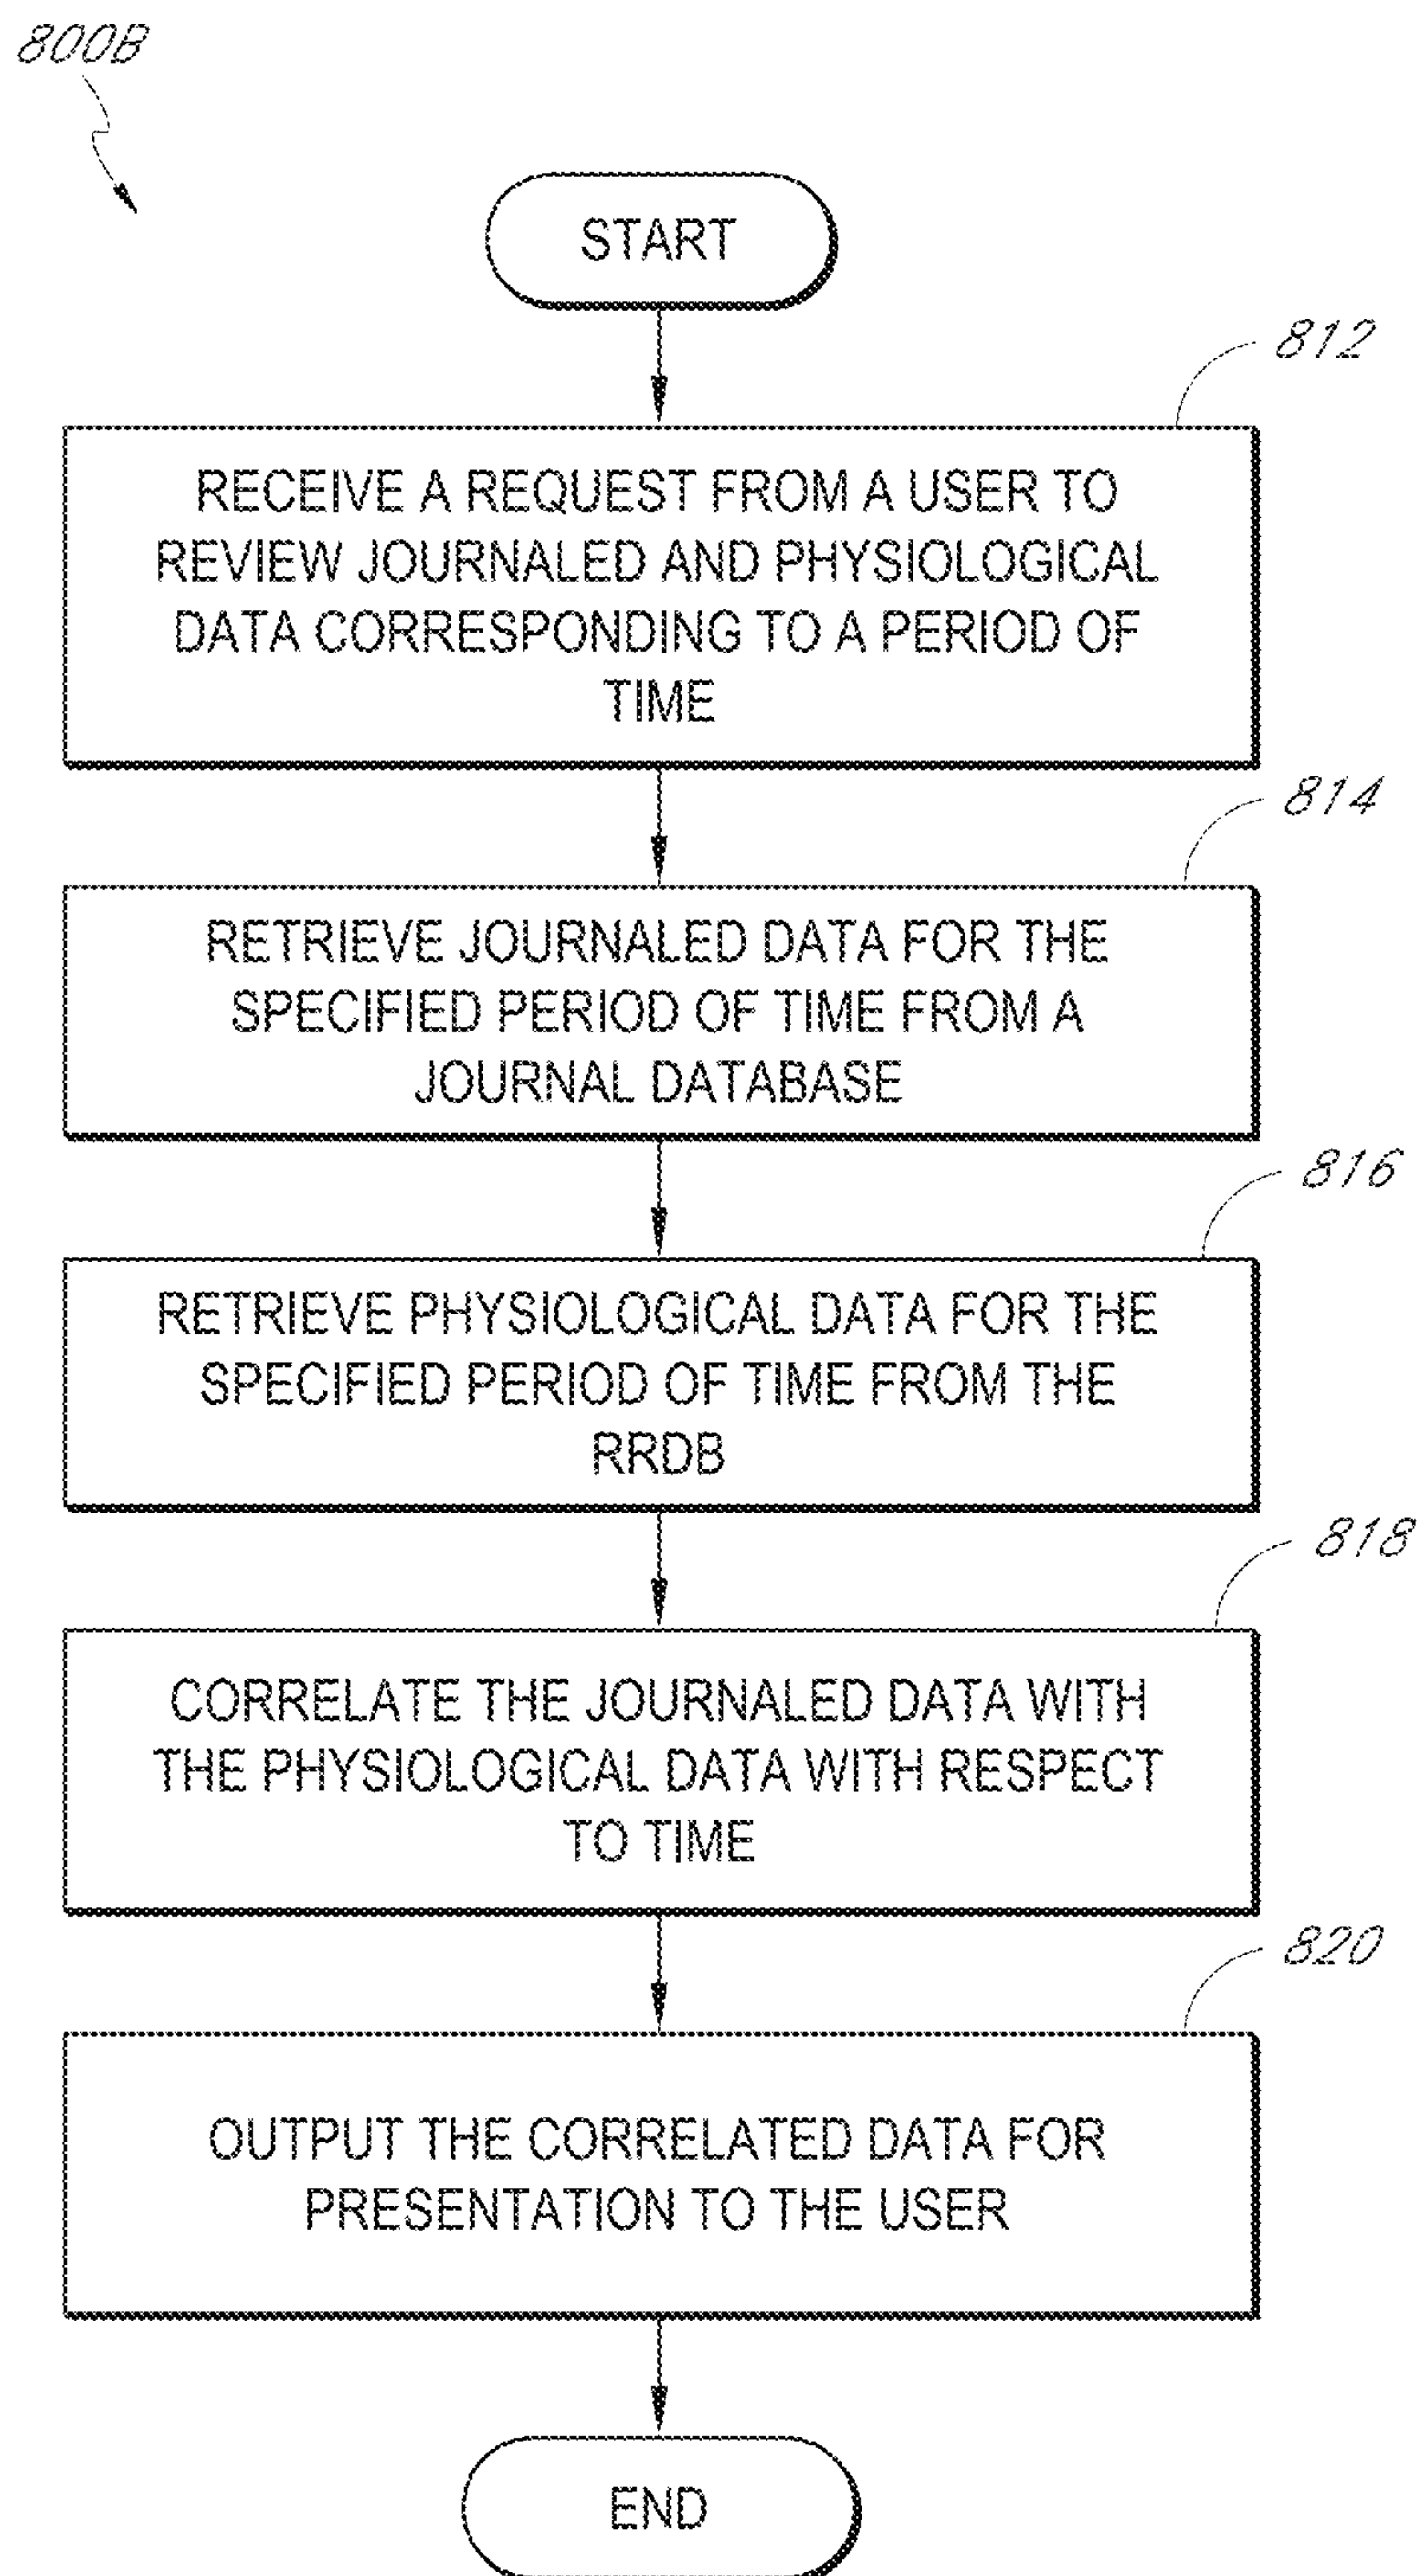 800B
START
812
RECEIVE A REQUEST FROM A USER TO
REVIEW JOURNALED AND PHYSIOLOGICAL
DATA CORRESPONDING TO A PERIOD OF
TIME
814
RETRIEVE JOURNALED DATA FOR THE
SPECIFIED PERIOD OF TIME FROM A
JOURNAL DATABASE
816
RETRIEVE PHYSIOLOGICAL DATA FOR THE
SPECIFIED PERIOD OF TIME FROM THE
RRDB
818
CORRELATE THE JOURNALED DATA WITH
THE PHYSIOLOGICAL DATA WITH RESPECT
TO TIME
820
OUTPUT THE CORRELATED DATA FOR
PRESENTATION TO THE USER
END